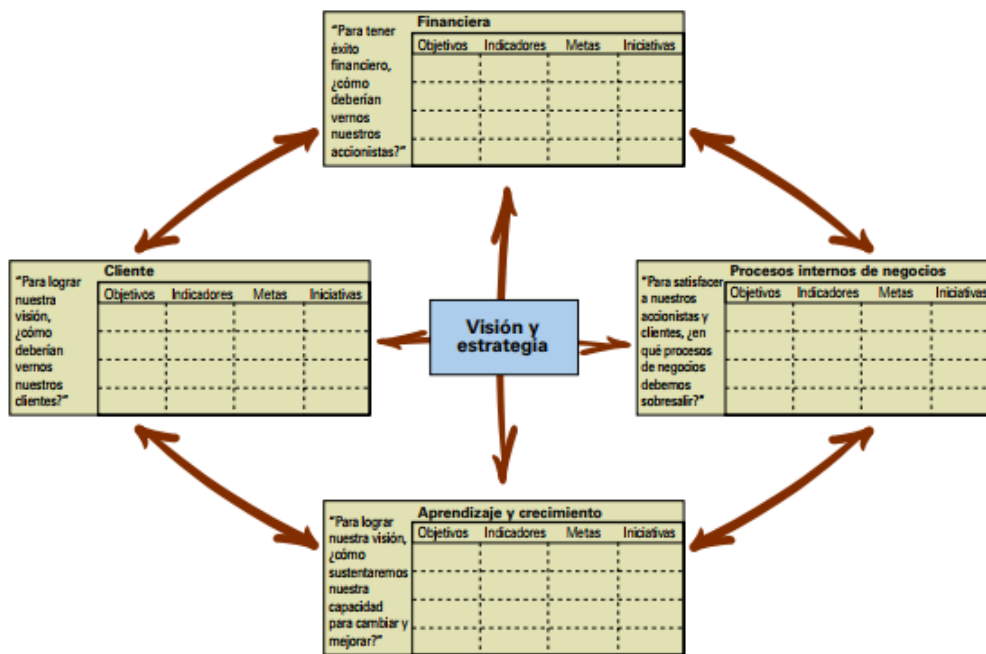 Financiera
"Para tener
éxito
financiero,
¿cómo
deberían
vernos
nuestros
accionistas?"
Objetivos Indicadores Metas Iniciativas
Cliente
"Para lograr
nuestra
visión,
¿cómo
deberían
vernos
nuestros
clientes?"
Objetivos Indicadores Metas Iniciativas
Visión y
estrategia
Procesos internos de negocios
"Para satisfacer
a nuestros
accionistas y
clientes, ¿en
qué procesos
de negocios
debemos
sobresalir?"
Objetivos Indicadores Metas Iniciativas
Aprendizaje y crecimiento
"Para lograr
nuestra visión,
¿cómo
sustentaremos
nuestra
capacidad
para cambiar y
mejorar?"
Objetivos Indicadores Metas Iniciativas